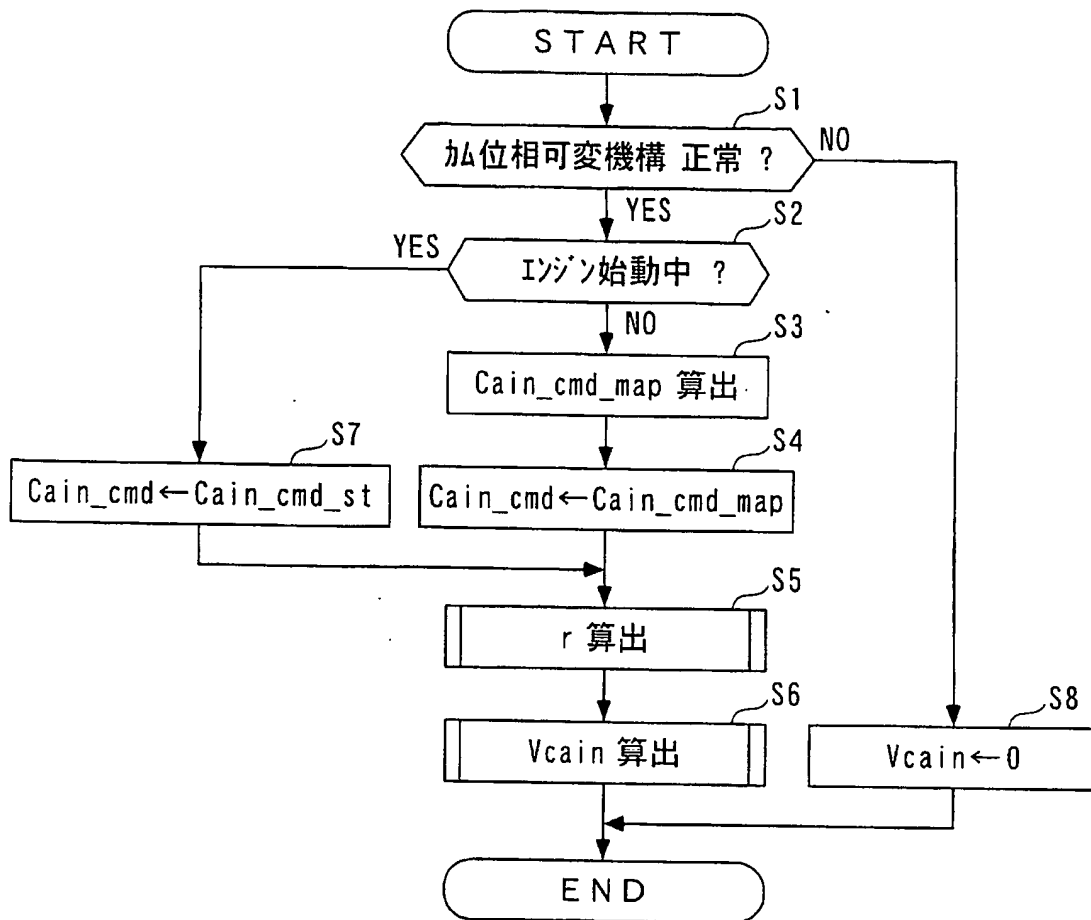 START
S1
ｶﾑ位相可変機構 正常 ?
NO
YES
S2
YES
ｴﾝｼﾞﾝ始動中 ?
NO
S3
Cain_cmd_map 算出
S7
Cain_cmd←Cain_cmd_st
S4
Cain_cmd←Cain_cmd_map
S5
r 算出
S6
Vcain 算出
S8
Vcain←0
END